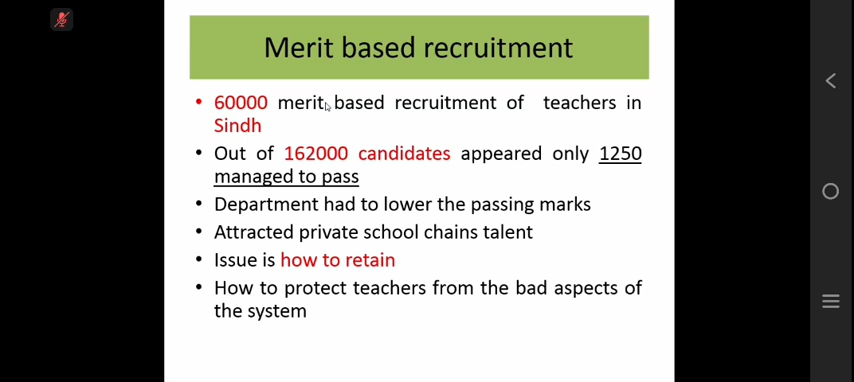 Merit based recruitment
• 60000 merit based recruitment of teachers in
Sindh
• Out of 162000 candidates appeared only 1250
managed to pass
• Department had to lower the passing marks
• Attracted private school chains talent
• Issue is how to retain
• How to protect teachers from the bad aspects of
the system